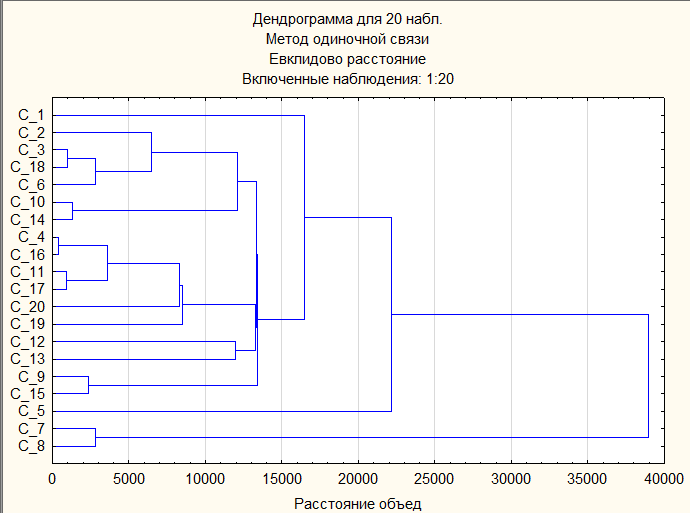 Дендрограмма для 20 набл.
Метод одиночной связи
Евклидово расстояние
Включенные наблюдения: 1:20
C_1
C_2
C_3
C_18
C_6
C_10
C_14
C_4
C_16
C_11
C_17
C_20
C_19
C_12
C_13
C_9
C_15
C_5
C_7
C_8
0 5000 10000 15000 20000 25000 30000 35000 40000
Расстояние объед